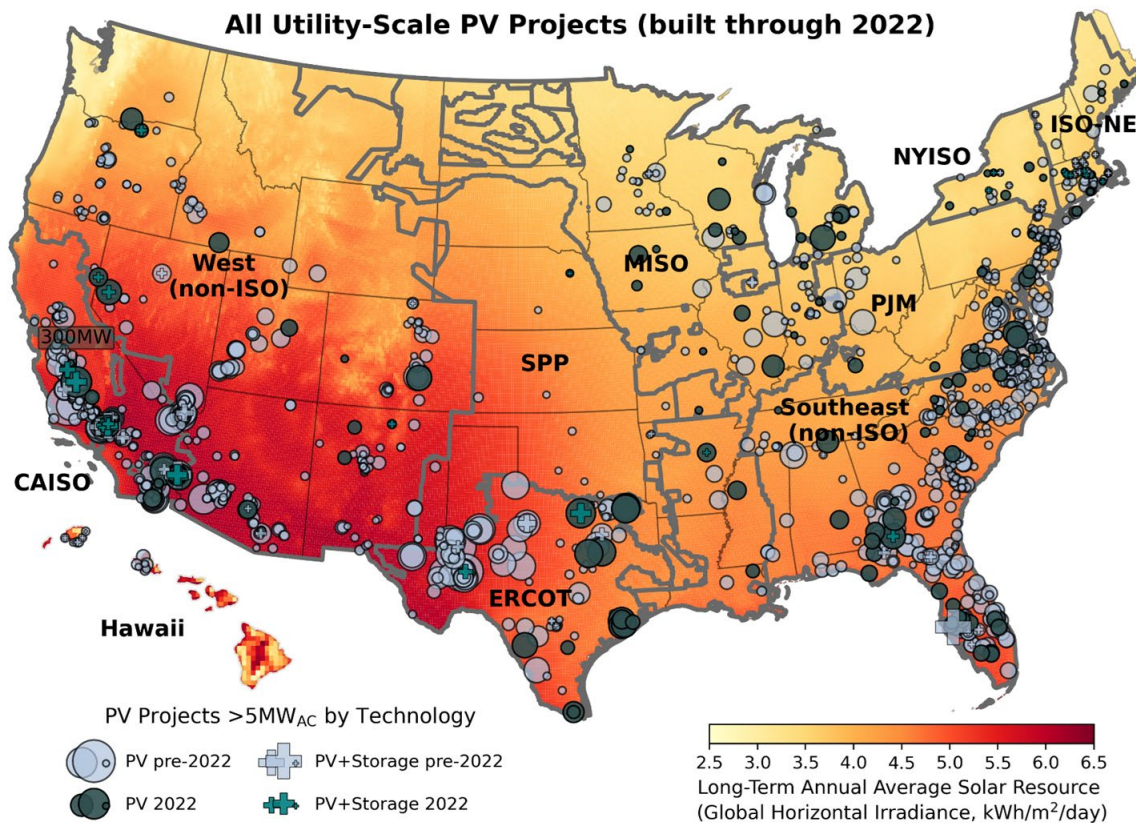 All Utility-Scale PV Projects (built through 2022)
ISO-NE
NYISO
West
(non-ISO)
MISO
PJM
300MW
SPP
Southeast
(non-ISO)
CAISO
ERCOT
Hawaii
PV Projects >5MW_AC by Technology
PV pre-2022
PV+Storage pre-2022
PV 2022
PV+Storage 2022
2.5 3.0 3.5 4.0 4.5 5.0 5.5 6.0 6.5
Long-Term Annual Average Solar Resource
(Global Horizontal Irradiance, kWh/m²/day)